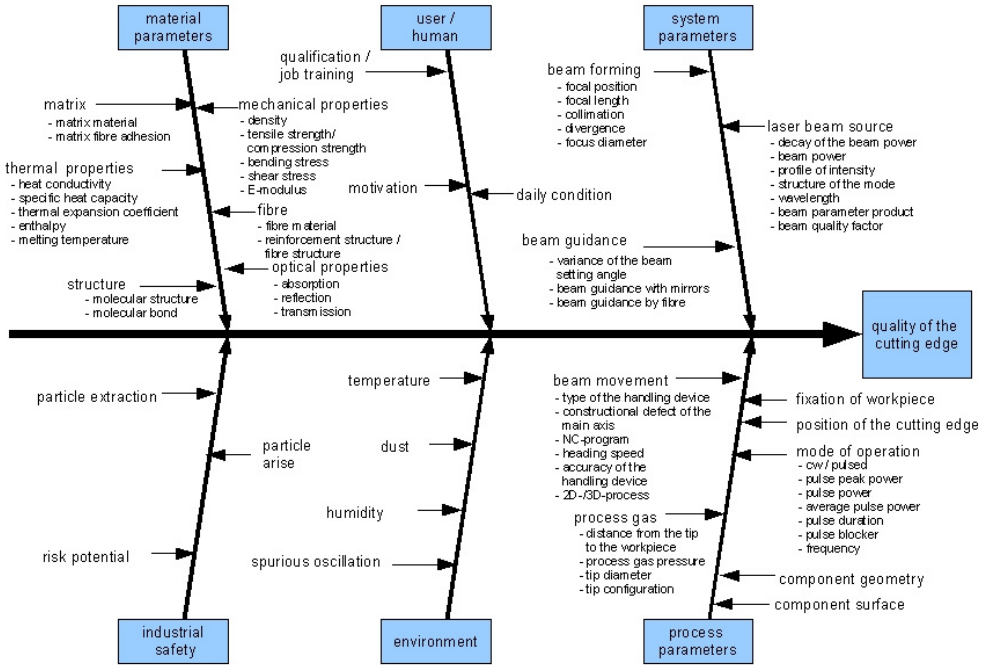 material
parameters
user /
human
system
parameters
matrix
- matrix material
- matrix fibre adhesion
mechanical properties
- density
- tensile strength/
compression strength
- bending stress
- shear stress
- E-modulus
thermal properties
- heat conductivity
- specific heat capacity
- thermal expansion coefficient
- enthalpy
- melting temperature
fibre
- fibre material
- reinforcement structure /
fibre structure
optical properties
- absorption
- reflection
- transmission
structure
- molecular structure
- molecular bond
qualification /
job training
motivation
daily condition
beam forming
- focal position
- focal length
- collimation
- divergence
- focus diameter
laser beam source
- decay of the beam power
- beam power
- profile of intensity
- structure of the mode
- wavelength
- beam parameter product
- beam quality factor
beam guidance
- variance of the beam
setting angle
- beam guidance with mirrors
- beam guidance by fibre
quality of the
cutting edge
particle extraction
particle
arise
risk potential
temperature
dust
humidity
spurious oscillation
beam movement
- type of the handling device
- constructional defect of the
main axis
- NC-program
- heading speed
- accuracy of the
handling device
- 2D-/3D-process
fixation of workpiece
position of the cutting edge
mode of operation
- cw / pulsed
- pulse peak power
- pulse power
- average pulse power
- pulse duration
- pulse blocker
- frequency
process gas
- distance from the tip
to the workpiece
- process gas pressure
- tip diameter
- tip configuration
component geometry
component surface
industrial
safety
environment
process
parameters